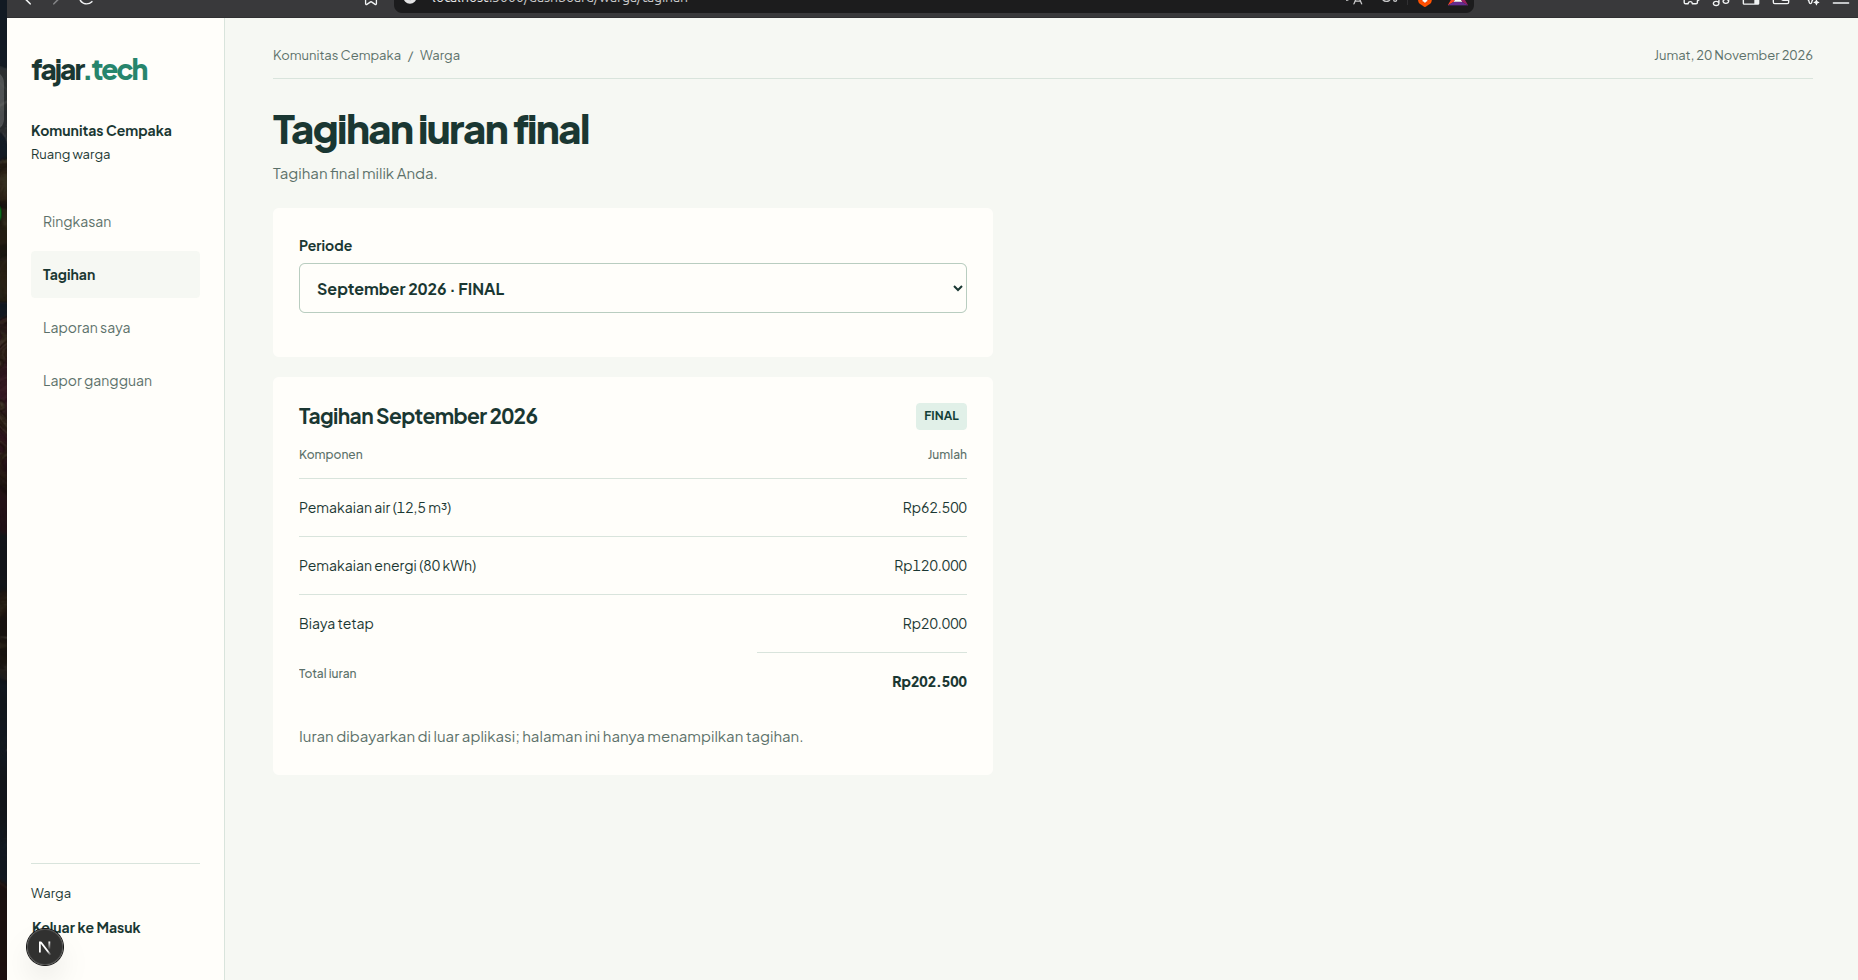 Komunitas Cempaka / Warga
Jumat, 20 November 2026
fajar.tech
Komunitas Cempaka
Ruang warga
Ringkasan
Tagihan
Laporan saya
Lapor gangguan
Warga
Keluar ke Masuk
N
Tagihan iuran final
Tagihan final milik Anda.
Periode
September 2026 · FINAL
Tagihan September 2026
FINAL
Komponen Jumlah
Pemakaian air (12,5 m³) Rp62.500
Pemakaian energi (80 kWh) Rp120.000
Biaya tetap Rp20.000
Total iuran Rp202.500
Iuran dibayarkan di luar aplikasi; halaman ini hanya menampilkan tagihan.